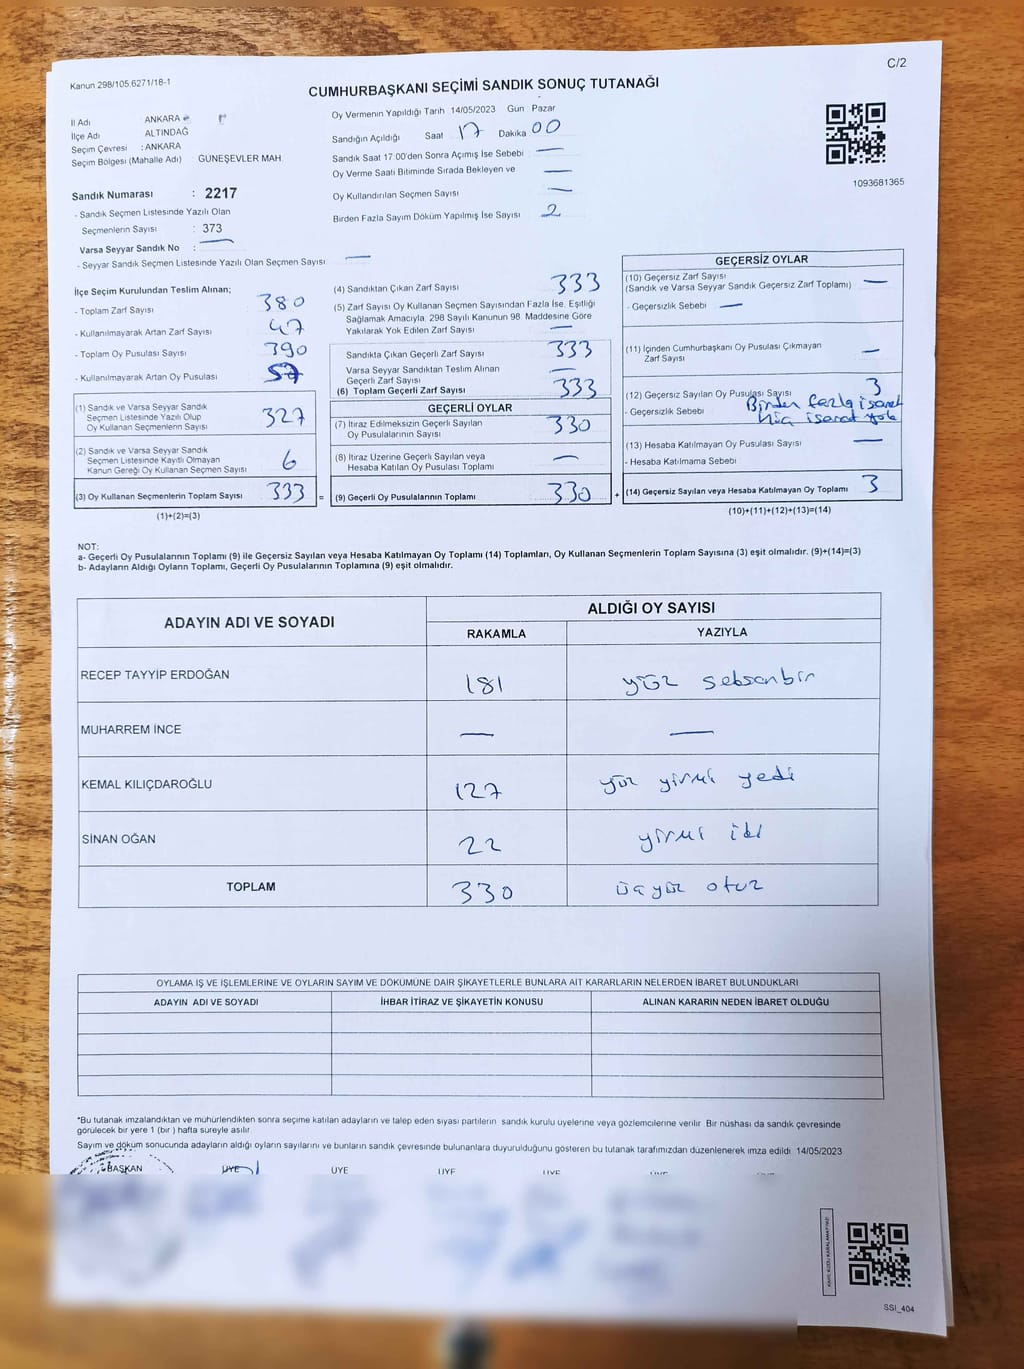 C/2
Kanun 298/105.6271/18-1
CUMHURBAŞKANI SEÇİMİ SANDIK SONUÇ TUTANAĞI
İl Adı ANKARA
İlçe Adı ALTINDAĞ
Seçim Çevresi : ANKARA
Seçim Bölgesi (Mahalle Adı) : GÜNEŞEVLER MAH.
Sandık Numarası : 2217
- Sandık Seçmen Listesinde Yazılı Olan
Seçmenlerin Sayısı : 373
Varsa Seyyar Sandık No : —
- Seyyar Sandık Seçmen Listesinde Yazılı Olan Seçmen Sayısı —
Oy Vermenin Yapıldığı Tarih 14/05/2023 Gün Pazar
Sandığın Açıldığı Saat 17 Dakika 00
Sandık Saat 17:00'den Sonra Açımış İse Sebebi —
Oy Verme Saati Bitiminde Sırada Bekleyen ve —
Oy Kullandırılan Seçmen Sayısı —
Birden Fazla Sayım Döküm Yapılmış İse Sayısı 2
1093681365
İlçe Seçim Kurulundan Teslim Alınan;
- Toplam Zarf Sayısı 380
- Kullanılmayarak Artan Zarf Sayısı 47
- Toplam Oy Pusulası Sayısı 390
- Kullanılmayarak Artan Oy Pusulası 57
(1) Sandık ve Varsa Seyyar Sandık
Seçmen Listesinde Yazılı Olup
Oy Kullanan Seçmenlerin Sayısı 327
(2) Sandık ve Varsa Seyyar Sandık
Seçmen Listesinde Kayıtlı Olmayan
Kanun Gereği Oy Kullanan Seçmen Sayısı 6
(3) Oy Kullanan Seçmenlerin Toplam Sayısı 333 =
(1)+(2)=(3)
(4) Sandıktan Çıkan Zarf Sayısı 333
(5) Zarf Sayısı Oy Kullanan Seçmen Sayısından Fazla İse, Eşitliği
Sağlamak Amacıyla, 298 Sayılı Kanunun 98. Maddesine Göre
Yakılarak Yok Edilen Zarf Sayısı —
Sandıkta Çıkan Geçerli Zarf Sayısı 333
Varsa Seyyar Sandıktan Teslim Alınan
Geçerli Zarf Sayısı —
(6) Toplam Geçerli Zarf Sayısı 333
GEÇERLİ OYLAR
(7) İtiraz Edilmeksizin Geçerli Sayılan
Oy Pusulalarının Sayısı 330
(8) İtiraz Üzerine Geçerli Sayılan veya
Hesaba Katılan Oy Pusulası Toplamı —
(9) Geçerli Oy Pusulalarının Toplamı 330 +
GEÇERSİZ OYLAR
(10) Geçersiz Zarf Sayısı
(Sandık ve Varsa Seyyar Sandık Geçersiz Zarf Toplamı) —
- Geçersizlik Sebebi —
(11) İçinden Cumhurbaşkanı Oy Pusulası Çıkmayan
Zarf Sayısı —
(12) Geçersiz Sayılan Oy Pusulası Sayısı 3
- Geçersizlik Sebebi Birden fazla işaret
hiç işaret yok
(13) Hesaba Katılmayan Oy Pusulası Sayısı —
- Hesaba Katılmama Sebebi
(14) Geçersiz Sayılan veya Hesaba Katılmayan Oy Toplamı 3
(10)+(11)+(12)+(13)=(14)
NOT:
a- Geçerli Oy Pusulalarının Toplamı (9) ile Geçersiz Sayılan veya Hesaba Katılmayan Oy Toplamı (14) Toplamları, Oy Kullanan Seçmenlerin Toplam Sayısına (3) eşit olmalıdır. (9)+(14)=(3)
b- Adayların Aldığı Oyların Toplamı, Geçerli Oy Pusulalarının Toplamına (9) eşit olmalıdır.
ADAYIN ADI VE SOYADI ALDIĞI OY SAYISI
RAKAMLA YAZIYLA
RECEP TAYYİP ERDOĞAN 181 yüz seksenbir
MUHARREM İNCE — —
KEMAL KILIÇDAROĞLU 127 yüz yirmi yedi
SİNAN OĞAN 22 yirmi iki
TOPLAM 330 üçyüz otuz
OYLAMA İŞ VE İŞLEMLERİNE VE OYLARIN SAYIM VE DÖKÜMÜNE DAİR ŞİKAYETLERLE BUNLARA AİT KARARLARIN NELERDEN İBARET BULUNDUKLARI
ADAYIN ADI VE SOYADI İHBAR İTİRAZ VE ŞİKAYETİN KONUSU ALINAN KARARIN NEDEN İBARET OLDUĞU
*Bu tutanak imzalandıktan ve mühürlendikten sonra seçime katılan adayların ve talep eden siyasi partilerin sandık kurulu üyelerine veya gözlemcilerine verilir. Bir nüshası da sandık çevresinde
görülecek bir yere 1 (bir) hafta süreyle asılır.
Sayım ve döküm sonucunda adayların aldığı oyların sayılarını ve bunların sandık çevresinde bulunanlara duyurulduğunu gösteren bu tutanak tarafımızdan düzenlenerek imza edildi. 14/05/2023
BAŞKAN ÜYE ÜYE ÜYE ÜYE ÜYE
SSI_404